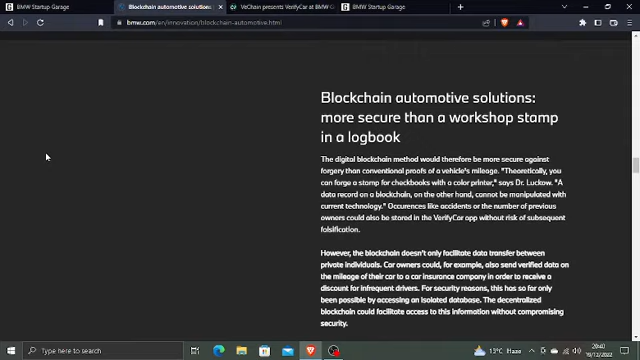 BMW Startup Garage
Blockchain automotive solutions:
VeChain presents VerifyCar at BMW G
BMW Startup Garage
bmw.com/en/innovation/blockchain-automotive.html
Blockchain automotive solutions:
more secure than a workshop stamp
in a logbook
The digital blockchain method would therefore be more secure against
forgery than conventional proofs of a vehicle's mileage. "Theoretically, you
can forge a stamp for checkbooks with a color printer," says Dr. Luckow. "A
data record on a blockchain, on the other hand, cannot be manipulated with
current technology." Occurences like accidents or the number of previous
owners could also be stored in the VerifyCar app without risk of subsequent
falsification.
However, the blockchain doesn't only facilitate data transfer between
private individuals. Car owners could, for example, also send verified data on
the mileage of their car to a car insurance company in order to receive a
discount for infrequent drivers. For security reasons, this has so far only
been possible by accessing an isolated database. The decentralized
blockchain could facilitate access to this information without compromising
security.
Type here to search
13°C Haze
20:40
19/12/2022